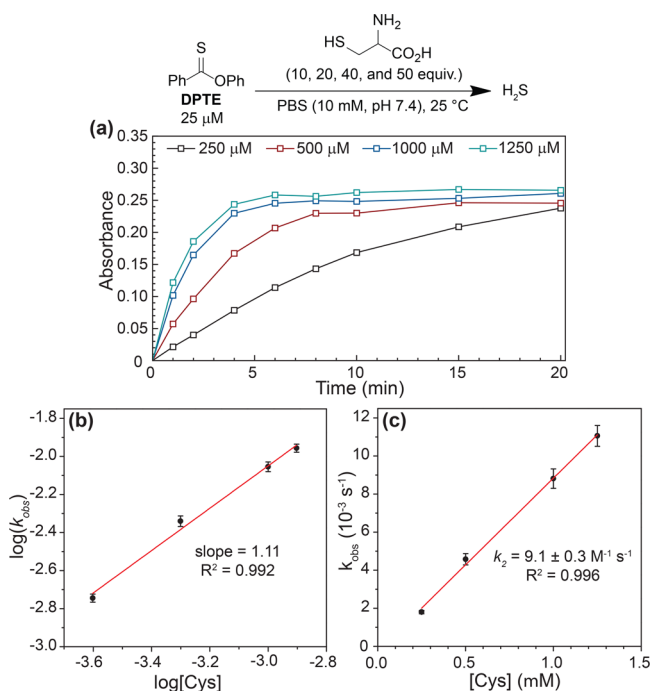 NH₂
S
HS
CO₂H
Ph
OPh
DPTE
25 µM
(10, 20, 40, and 50 equiv.)
PBS (10 mM, pH 7.4), 25 °C
H₂S
(a)
250 µM 500 µM 1000 µM 1250 µM
0.35
0.30
0.25
0.20
0.15
0.10
0.05
0
Absorbance
0 5 10 15 20
Time (min)
(b)
-1.8
-2.0
-2.2
-2.4
-2.6
-2.8
-3.0
log(kobs)
slope = 1.11
R² = 0.992
-3.6 -3.4 -3.2 -3.0 -2.8
log[Cys]
(c)
12
10
8
6
4
2
0
kobs (10⁻³ s⁻¹)
k₂ = 9.1 ± 0.3 M⁻¹ s⁻¹
R² = 0.996
0.0 0.5 1.0 1.5
[Cys] (mM)